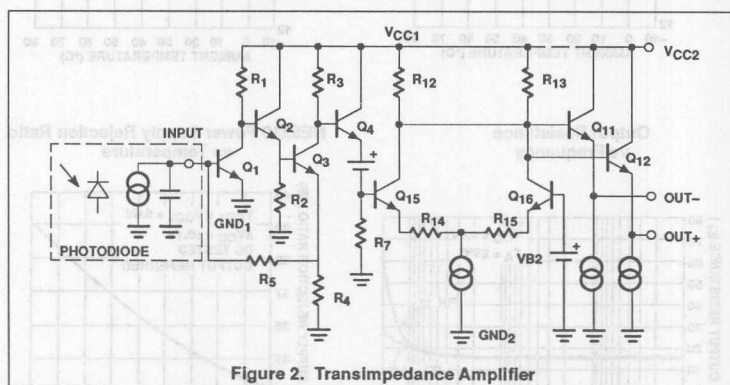 VCC1
VCC2
R1
R3
R12
R13
INPUT
Q2
Q4
Q11
Q12
Q1
Q3
Q15
Q16
R2
GND1
R7
R14
R15
OUT–
OUT+
PHOTODIODE
R5
R4
VB2
GND2
Figure 2. Transimpedance Amplifier